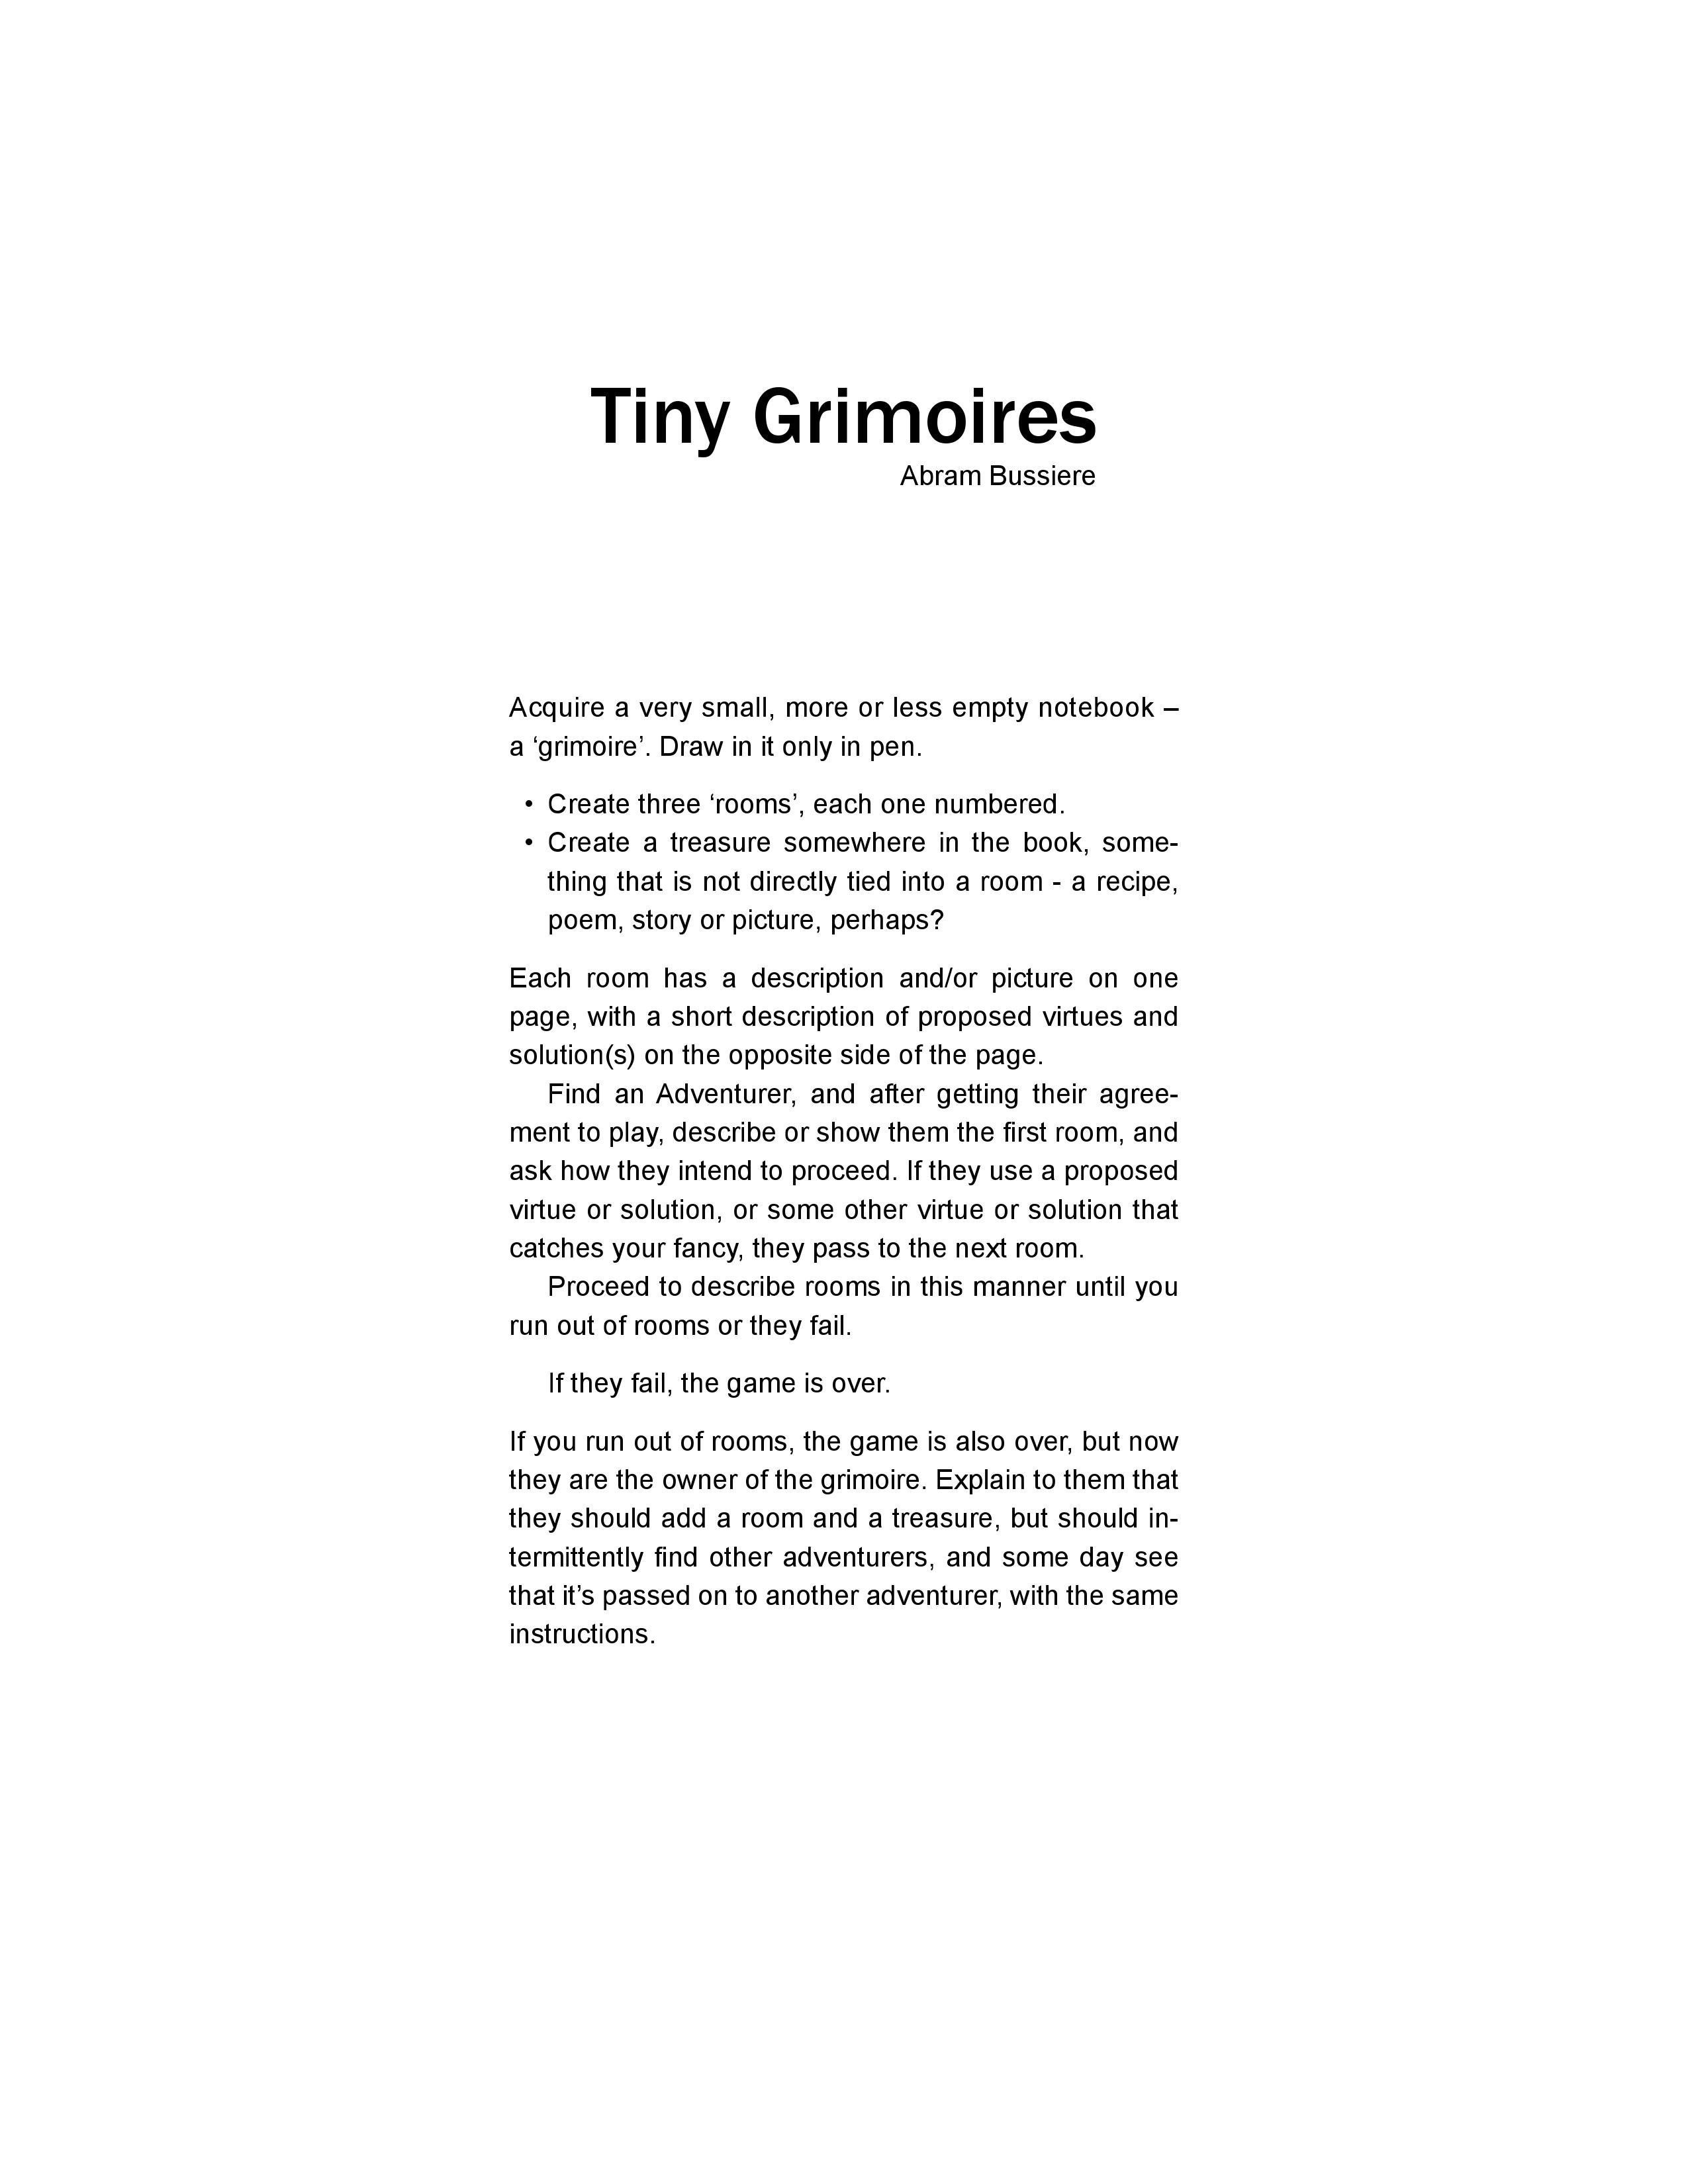 Tiny Grimoires
Abram Bussiere
Acquire a very small, more or less empty notebook –
a ‘grimoire’. Draw in it only in pen.
• Create three ‘rooms’, each one numbered.
• Create a treasure somewhere in the book, some-
thing that is not directly tied into a room - a recipe,
poem, story or picture, perhaps?
Each room has a description and/or picture on one
page, with a short description of proposed virtues and
solution(s) on the opposite side of the page.
Find an Adventurer, and after getting their agree-
ment to play, describe or show them the first room, and
ask how they intend to proceed. If they use a proposed
virtue or solution, or some other virtue or solution that
catches your fancy, they pass to the next room.
Proceed to describe rooms in this manner until you
run out of rooms or they fail.
If they fail, the game is over.
If you run out of rooms, the game is also over, but now
they are the owner of the grimoire. Explain to them that
they should add a room and a treasure, but should in-
termittently find other adventurers, and some day see
that it’s passed on to another adventurer, with the same
instructions.